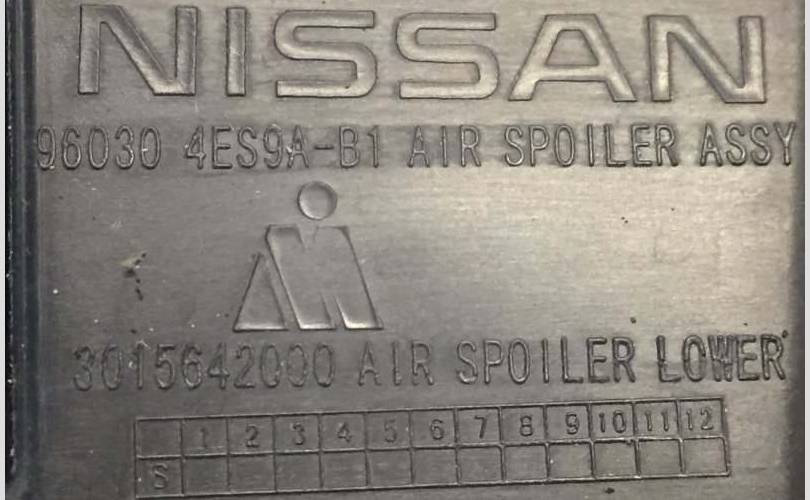 NISSAN
96030 4ES9A-B1 AIR SPOILER ASSY
3015642000 AIR SPOILER LOWER
1 2 3 4 5 6 7 8 9 10 11 12
S